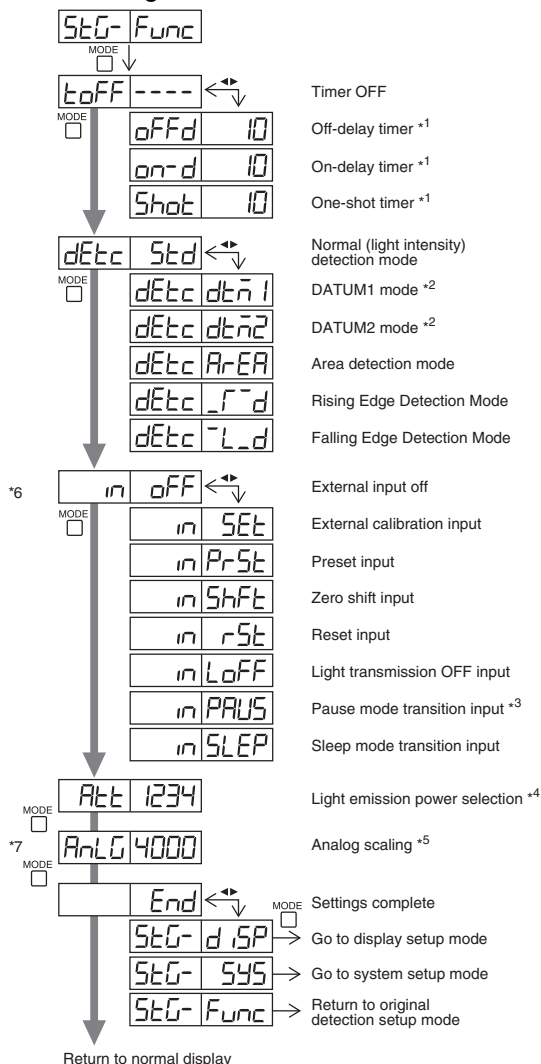 StG- Func
MODE
toFF ---- Timer OFF
MODE
oFFd 10 Off-delay timer *1
on-d 10 On-delay timer *1
Shot 10 One-shot timer *1
dEtc Std Normal (light intensity)
detection mode
MODE
dEtc dtm1 DATUM1 mode *2
dEtc dtm2 DATUM2 mode *2
dEtc ArEA Area detection mode
dEtc Rising Edge Detection Mode
dEtc Falling Edge Detection Mode
*6 in oFF External input off
MODE
in SEt External calibration input
in PrSt Preset input
in ShFt Zero shift input
in rSt Reset input
in LoFF Light transmission OFF input
in PAUS Pause mode transition input *3
in SLEP Sleep mode transition input
Att 1234 Light emission power selection *4
MODE
*7 AnLG 4000 Analog scaling *5
MODE
End MODE Settings complete
StG- diSP Go to display setup mode
StG- SYS Go to system setup mode
StG- Func Return to original
detection setup mode
Return to normal display